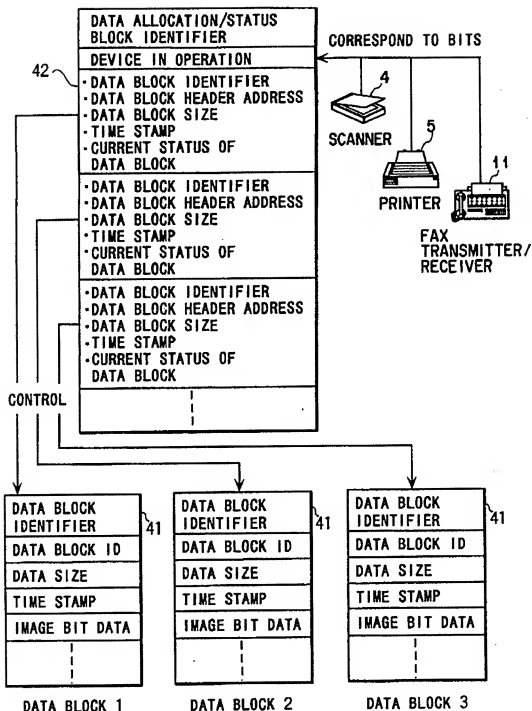 DATA ALLOCATION/STATUS
BLOCK IDENTIFIER
DEVICE IN OPERATION
42
・DATA BLOCK IDENTIFIER
・DATA BLOCK HEADER ADDRESS
・DATA BLOCK SIZE
・TIME STAMP
・CURRENT STATUS OF
DATA BLOCK
・DATA BLOCK IDENTIFIER
・DATA BLOCK HEADER ADDRESS
・DATA BLOCK SIZE
・TIME STAMP
・CURRENT STATUS OF
DATA BLOCK
・DATA BLOCK IDENTIFIER
・DATA BLOCK HEADER ADDRESS
・DATA BLOCK SIZE
・TIME STAMP
・CURRENT STATUS OF
DATA BLOCK
CORRESPOND TO BITS
4
SCANNER
5
PRINTER
11
FAX
TRANSMITTER/
RECEIVER
CONTROL
DATA BLOCK
IDENTIFIER
41
DATA BLOCK ID
DATA SIZE
TIME STAMP
IMAGE BIT DATA
DATA BLOCK 1
DATA BLOCK
IDENTIFIER
41
DATA BLOCK ID
DATA SIZE
TIME STAMP
IMAGE BIT DATA
DATA BLOCK 2
DATA BLOCK
IDENTIFIER
41
DATA BLOCK ID
DATA SIZE
TIME STAMP
IMAGE BIT DATA
DATA BLOCK 3